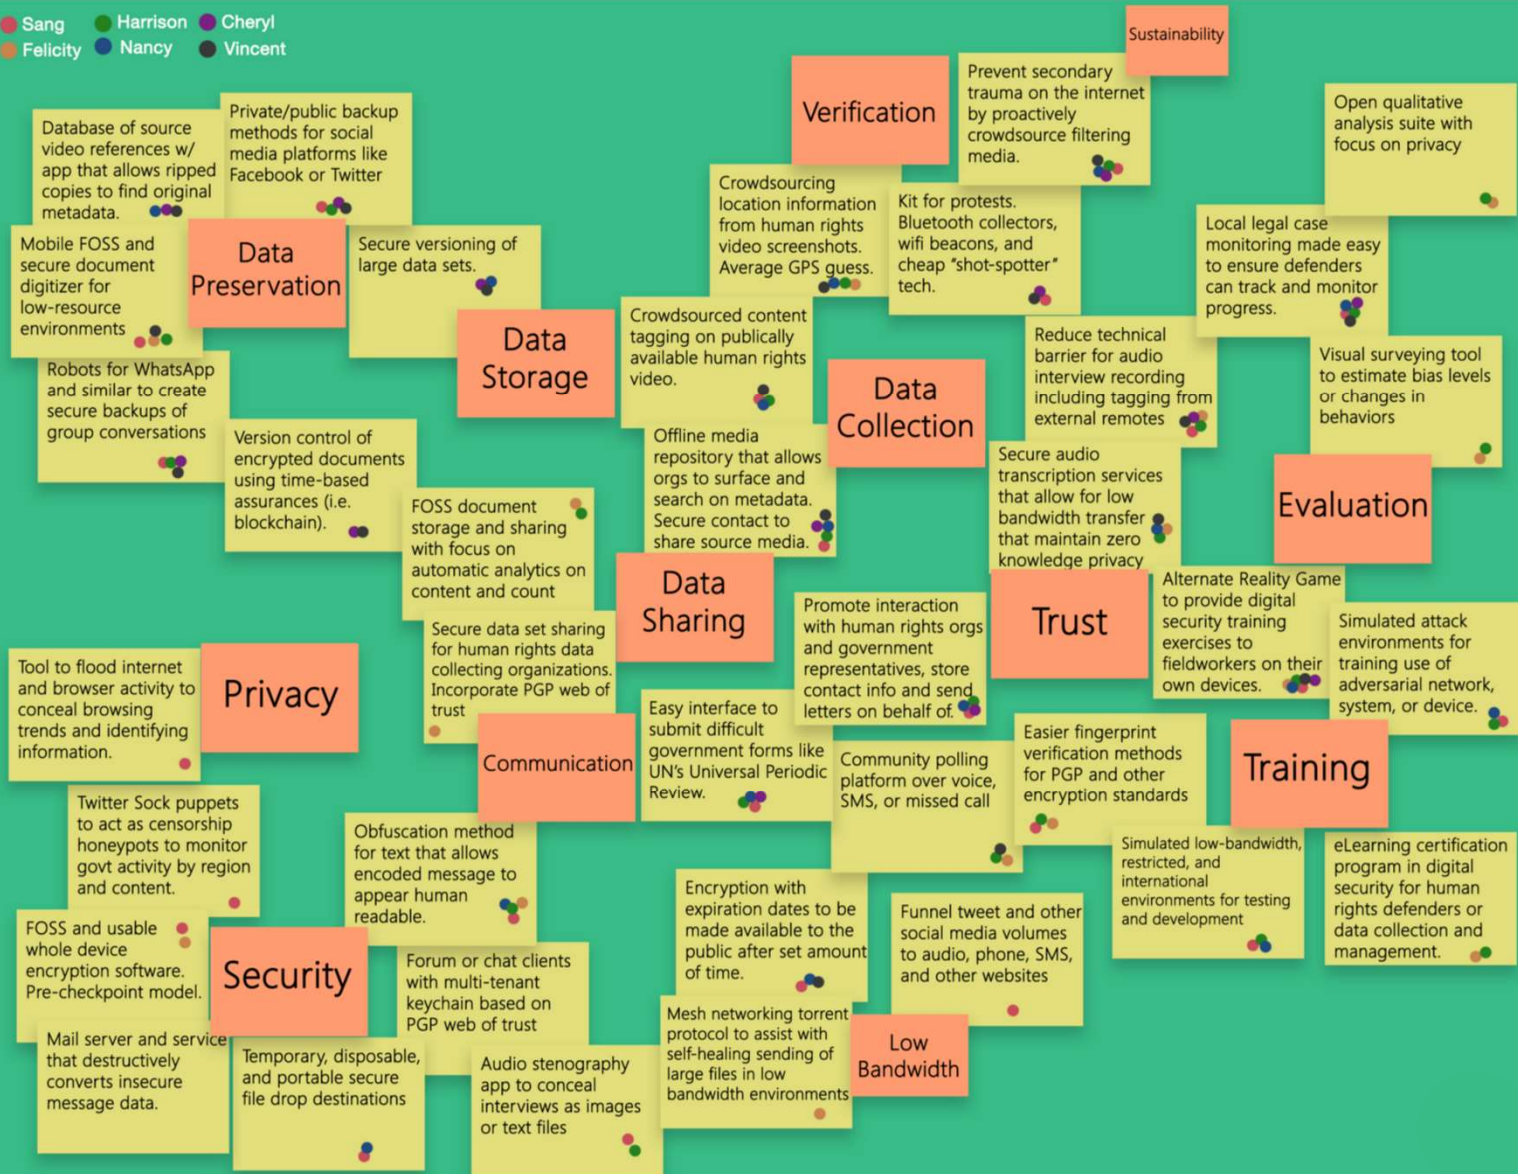 Sang
Harrison
Cheryl
Felicity
Nancy
Vincent
Sustainability
Verification
Prevent secondary
trauma on the internet
by proactively
crowdsource filtering
media.
Open qualitative
analysis suite with
focus on privacy
Database of source
video references w/
app that allows ripped
copies to find original
metadata.
Private/public backup
methods for social
media platforms like
Facebook or Twitter
Crowdsourcing
location information
from human rights
video screenshots.
Average GPS guess.
Kit for protests.
Bluetooth collectors,
wifi beacons, and
cheap "shot-spotter"
tech.
Local legal case
monitoring made easy
to ensure defenders
can track and monitor
progress.
Mobile FOSS and
secure document
digitizer for
low-resource
environments
Data
Preservation
Secure versioning of
large data sets.
Data
Storage
Crowdsourced content
tagging on publically
available human rights
video.
Data
Collection
Reduce technical
barrier for audio
interview recording
including tagging from
external remotes
Visual surveying tool
to estimate bias levels
or changes in
behaviors
Robots for WhatsApp
and similar to create
secure backups of
group conversations
Version control of
encrypted documents
using time-based
assurances (i.e.
blockchain).
Offline media
repository that allows
orgs to surface and
search on metadata.
Secure contact to
share source media.
Secure audio
transcription services
that allow for low
bandwidth transfer
that maintain zero
knowledge privacy
Evaluation
FOSS document
storage and sharing
with focus on
automatic analytics on
content and count
Data
Sharing
Promote interaction
with human rights orgs
and government
representatives, store
contact info and send
letters on behalf of.
Trust
Alternate Reality Game
to provide digital
security training
exercises to
fieldworkers on their
own devices.
Simulated attack
environments for
training use of
adversarial network,
system, or device.
Secure data set sharing
for human rights data
collecting organizations.
Incorporate PGP web of
trust
Tool to flood internet
and browser activity to
conceal browsing
trends and identifying
information.
Privacy
Communication
Easy interface to
submit difficult
government forms like
UN's Universal Periodic
Review.
Community polling
platform over voice,
SMS, or missed call
Easier fingerprint
verification methods
for PGP and other
encryption standards
Training
Twitter Sock puppets
to act as censorship
honeypots to monitor
govt activity by region
and content.
Obfuscation method
for text that allows
encoded message to
appear human
readable.
Simulated low-bandwidth,
restricted, and
international
environments for testing
and development
eLearning certification
program in digital
security for human
rights defenders or
data collection and
management.
Encryption with
expiration dates to be
made available to the
public after set amount
of time.
Funnel tweet and other
social media volumes
to audio, phone, SMS,
and other websites
FOSS and usable
whole device
encryption software.
Pre-checkpoint model.
Security
Forum or chat clients
with multi-tenant
keychain based on
PGP web of trust
Mesh networking torrent
protocol to assist with
self-healing sending of
large files in low
bandwidth environments
Low
Bandwidth
Mail server and service
that destructively
converts insecure
message data.
Temporary, disposable,
and portable secure
file drop destinations
Audio stenography
app to conceal
interviews as images
or text files